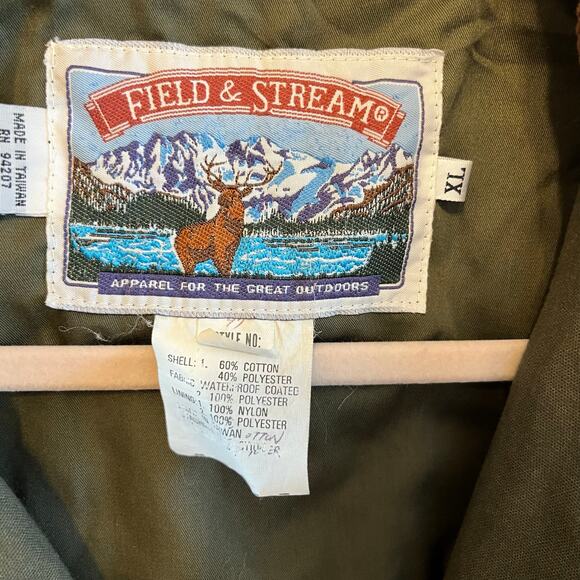 FIELD & STREAM®
APPAREL FOR THE GREAT OUTDOORS
XL
MADE IN TAIWAN
RN 94207
STYLE NO:
SHELL: 1. 60% COTTON
40% POLYESTER
WATERPROOF COATED
2. 100% POLYESTER
LINING 1. 100% NYLON
100% POLYESTER